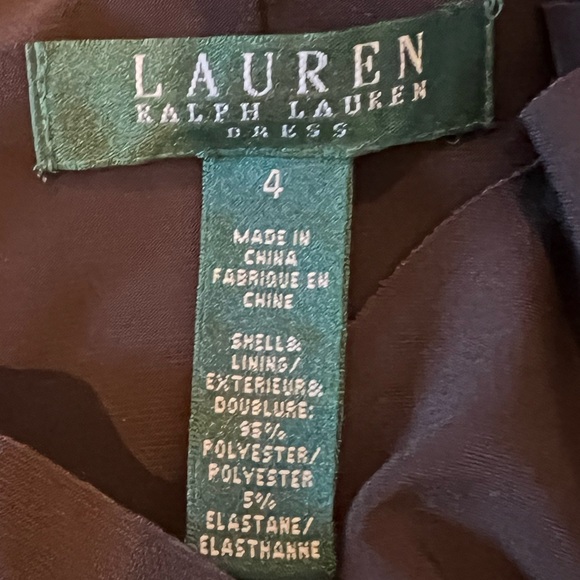 LAUREN
RALPH LAUREN
DRESS
4
MADE IN
CHINA
FABRIQUE EN
CHINE
SHELL&
LINING/
EXTERIEUR&
DOUBLURE:
95%
POLYESTER/
POLYESTER
5%
ELASTANE/
ELASTHANNE